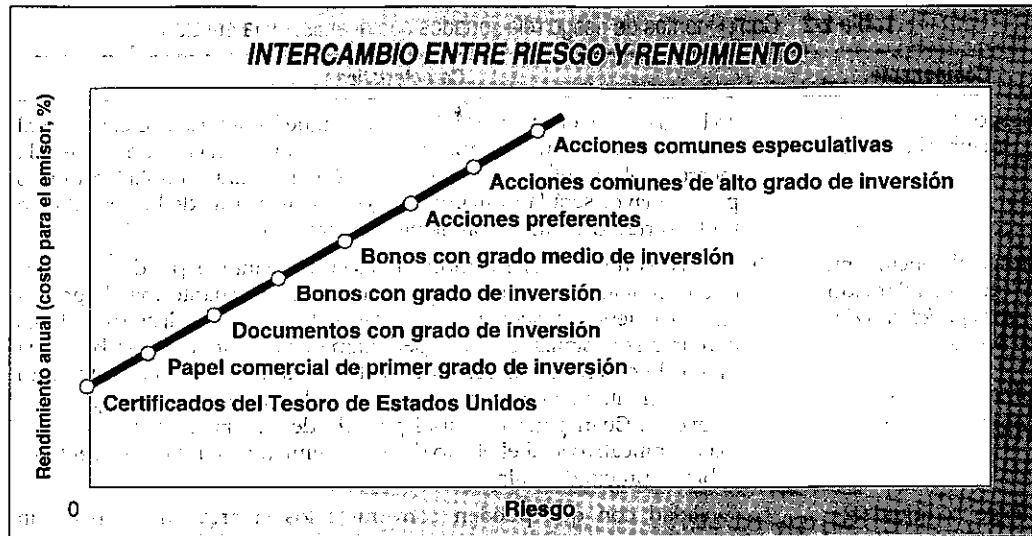 INTERCAMBIO ENTRE RIESGO Y RENDIMIENTO
Rendimiento anual (costo para el emisor, %)
Acciones comunes especulativas
Acciones comunes de alto grado de inversión
Acciones preferentes
Bonos con grado medio de inversión
Bonos con grado de inversión
Documentos con grado de inversión
Papel comercial de primer grado de inversión
Certificados del Tesoro de Estados Unidos
0
Riesgo